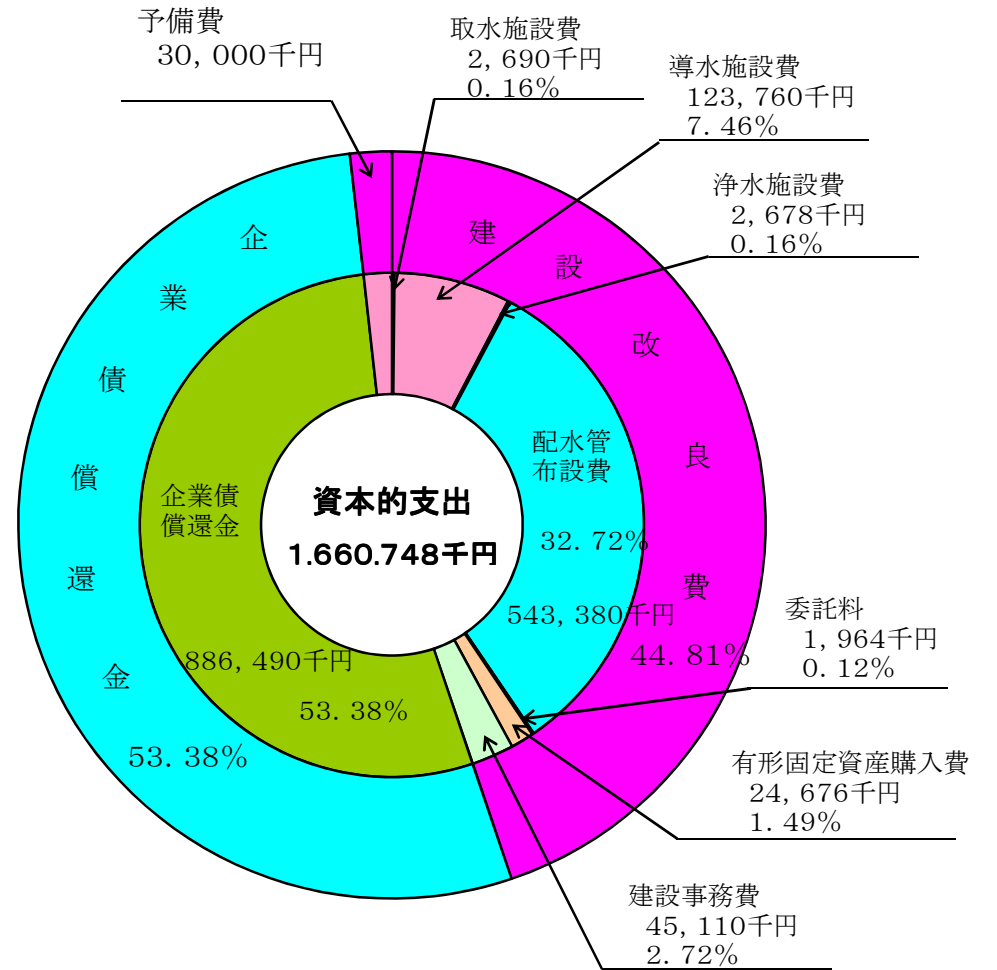 予備費
30,000千円
取水施設費
2,690千円
0.16%
導水施設費
123,760千円
7.46%
浄水施設費
2,678千円
0.16%
建設改良費
44.81%
企業債償還金
53.38%
配水管
布設費
32.72%
543,380千円
企業債
償還金
886,490千円
53.38%
資本的支出
1.660.748千円
委託料
1,964千円
0.12%
有形固定資産購入費
24,676千円
1.49%
建設事務費
45,110千円
2.72%